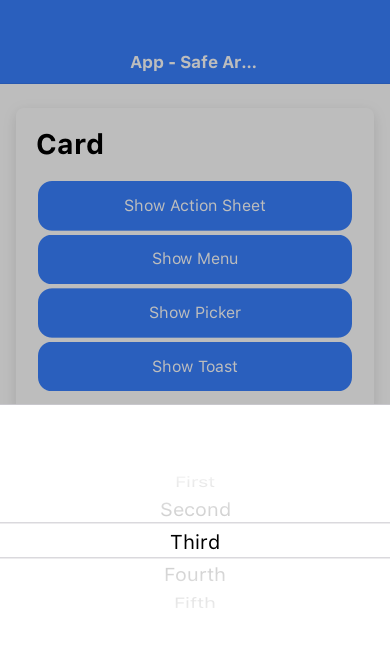 App - Safe Ar...
Card
Show Action Sheet
Show Menu
Show Picker
Show Toast
First
Second
Third
Fourth
Fifth